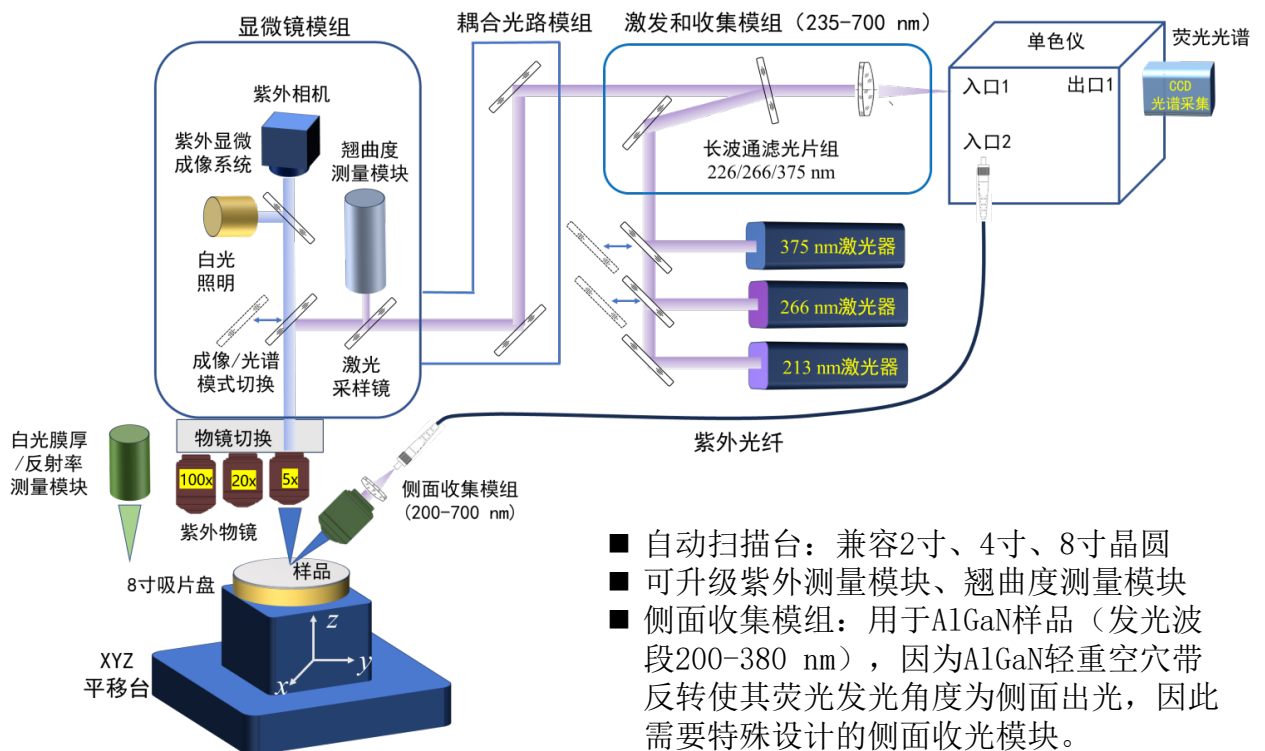 显微镜模组
耦合光路模组
激发和收集模组（235-700 nm）
单色仪
荧光光谱
紫外相机
入口1
出口1
CCD
光谱采集
紫外显微
成像系统
翘曲度
测量模块
长波通滤光片组
226/266/375 nm
入口2
白光
照明
375 nm激光器
266 nm激光器
213 nm激光器
成像/光谱
模式切换
激光
采样镜
白光膜厚
/反射率
测量模块
物镜切换
紫外光纤
100x
20x
5x
侧面收集模组
(200-700 nm)
紫外物镜
样品
8寸吸片盘
z
y
x
XYZ
平移台
■ 自动扫描台：兼容2寸、4寸、8寸晶圆
■ 可升级紫外测量模块、翘曲度测量模块
■ 侧面收集模组：用于AlGaN样品（发光波
段200-380 nm），因为AlGaN轻重空穴带
反转使其荧光发光角度为侧面出光，因此
需要特殊设计的侧面收光模块。